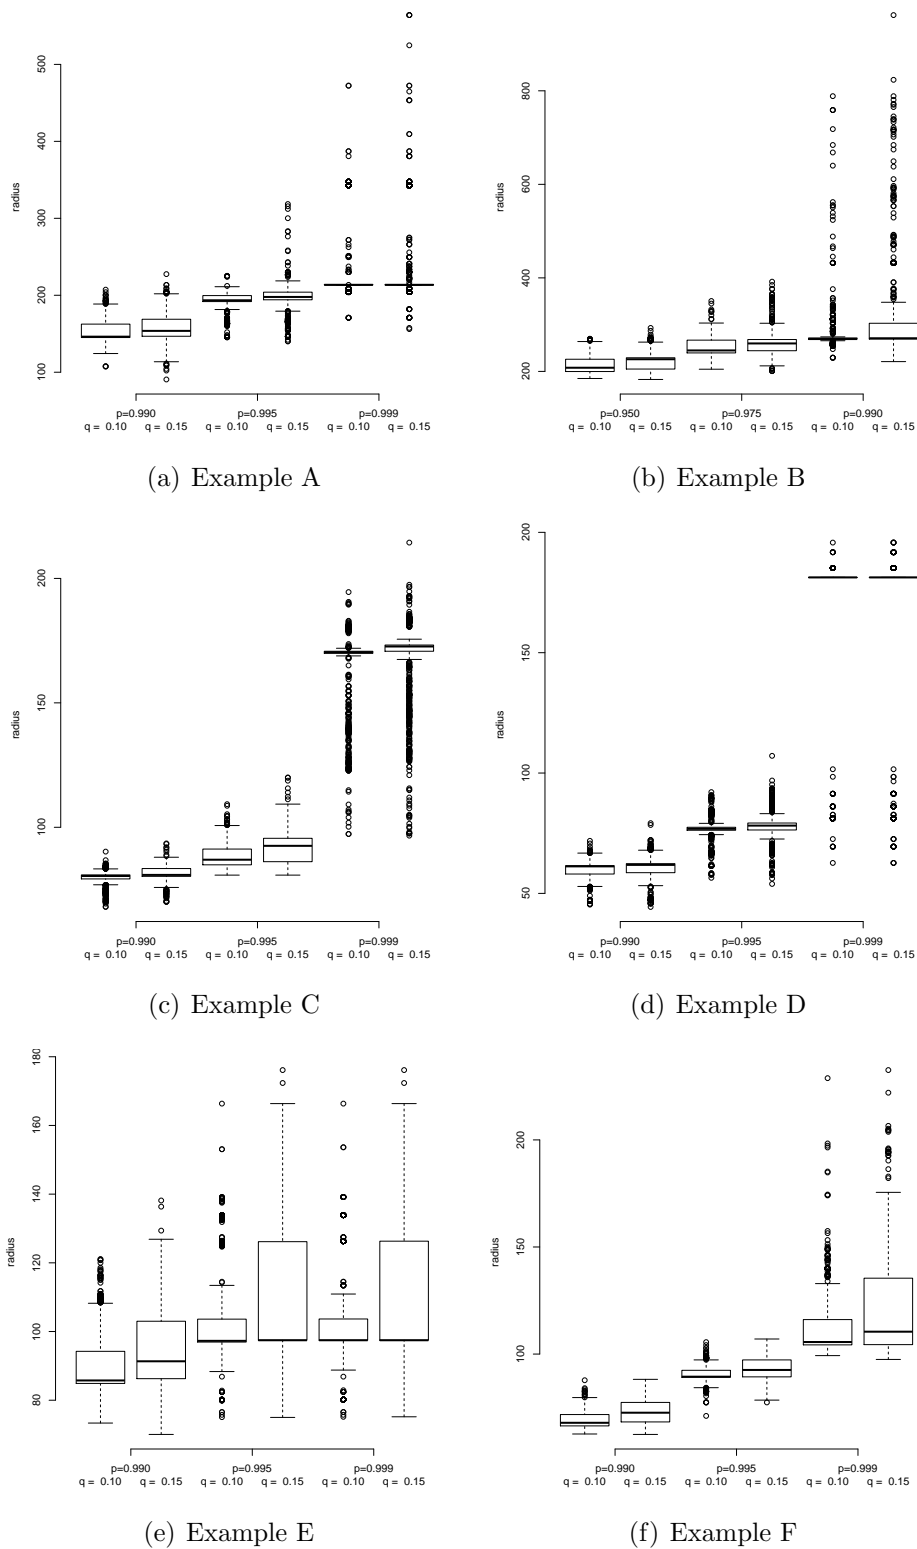 500
400
300
200
100
radius
p=0.990 p=0.995 p=0.999
q = 0.10 q = 0.15 q = 0.10 q = 0.15 q = 0.10 q = 0.15
(a) Example A
800
600
400
200
radius
p=0.950 p=0.975 p=0.990
q = 0.10 q = 0.15 q = 0.10 q = 0.15 q = 0.10 q = 0.15
(b) Example B
200
150
100
radius
p=0.990 p=0.995 p=0.999
q = 0.10 q = 0.15 q = 0.10 q = 0.15 q = 0.10 q = 0.15
(c) Example C
200
150
100
50
radius
p=0.990 p=0.995 p=0.999
q = 0.10 q = 0.15 q = 0.10 q = 0.15 q = 0.10 q = 0.15
(d) Example D
180
160
140
120
100
80
radius
p=0.990 p=0.995 p=0.999
q = 0.10 q = 0.15 q = 0.10 q = 0.15 q = 0.10 q = 0.15
(e) Example E
200
150
100
radius
p=0.990 p=0.995 p=0.999
q = 0.10 q = 0.15 q = 0.10 q = 0.15 q = 0.10 q = 0.15
(f) Example F